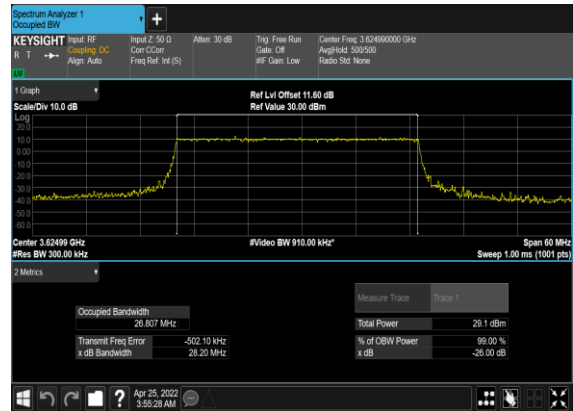 Spectrum Analyzer 1
Occupied BW
+
KEYSIGHT Input: RF Input Z: 50 Ω Atten: 30 dB Trig: Free Run Center Freq: 3.624990000 GHz
R T Coupling: DC Corr CCorr Gate: Off Avg|Hold: 500/500
Align: Auto Freq Ref: Int (S) #IF Gain: Low Radio Std: None
LU
1 Graph
Ref Lvl Offset 11.60 dB
Scale/Div 10.0 dB Ref Value 30.00 dBm
Log
20.0
10.0
0.00
-10.0
-20.0
-30.0
-40.0
-50.0
-60.0
Center 3.62499 GHz #Video BW 910.00 kHz* Span 60 MHz
#Res BW 300.00 kHz Sweep 1.00 ms (1001 pts)
2 Metrics
Measure Trace Trace 1
Occupied Bandwidth
26.807 MHz Total Power 29.1 dBm
Transmit Freq Error -502.10 kHz % of OBW Power 99.00 %
x dB Bandwidth 28.20 MHz x dB -26.00 dB
? Apr 25, 2022
3:55:28 AM